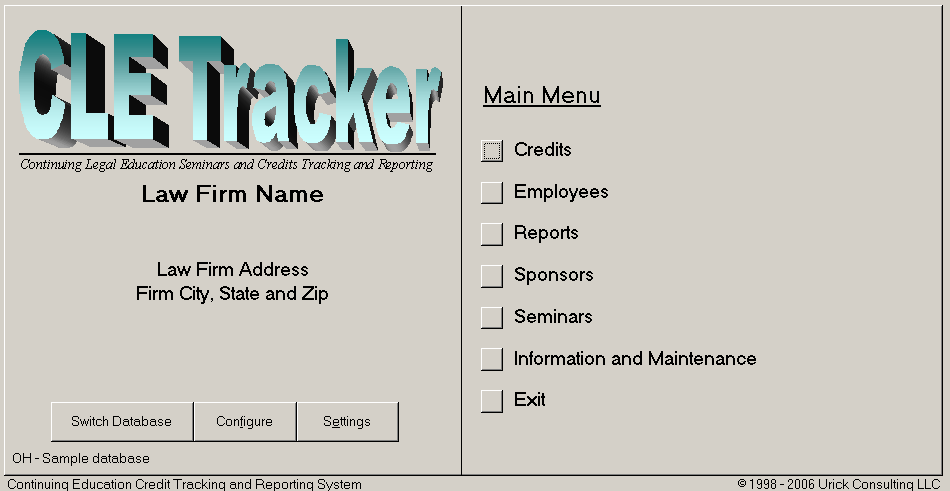 CLE Tracker
Continuing Legal Education Seminars and Credits Tracking and Reporting
Law Firm Name
Law Firm Address
Firm City, State and Zip
Switch Database
Configure
Settings
OH - Sample database
Main Menu
Credits
Employees
Reports
Sponsors
Seminars
Information and Maintenance
Exit
Continuing Education Credit Tracking and Reporting System
© 1998 - 2006 Urick Consulting LLC